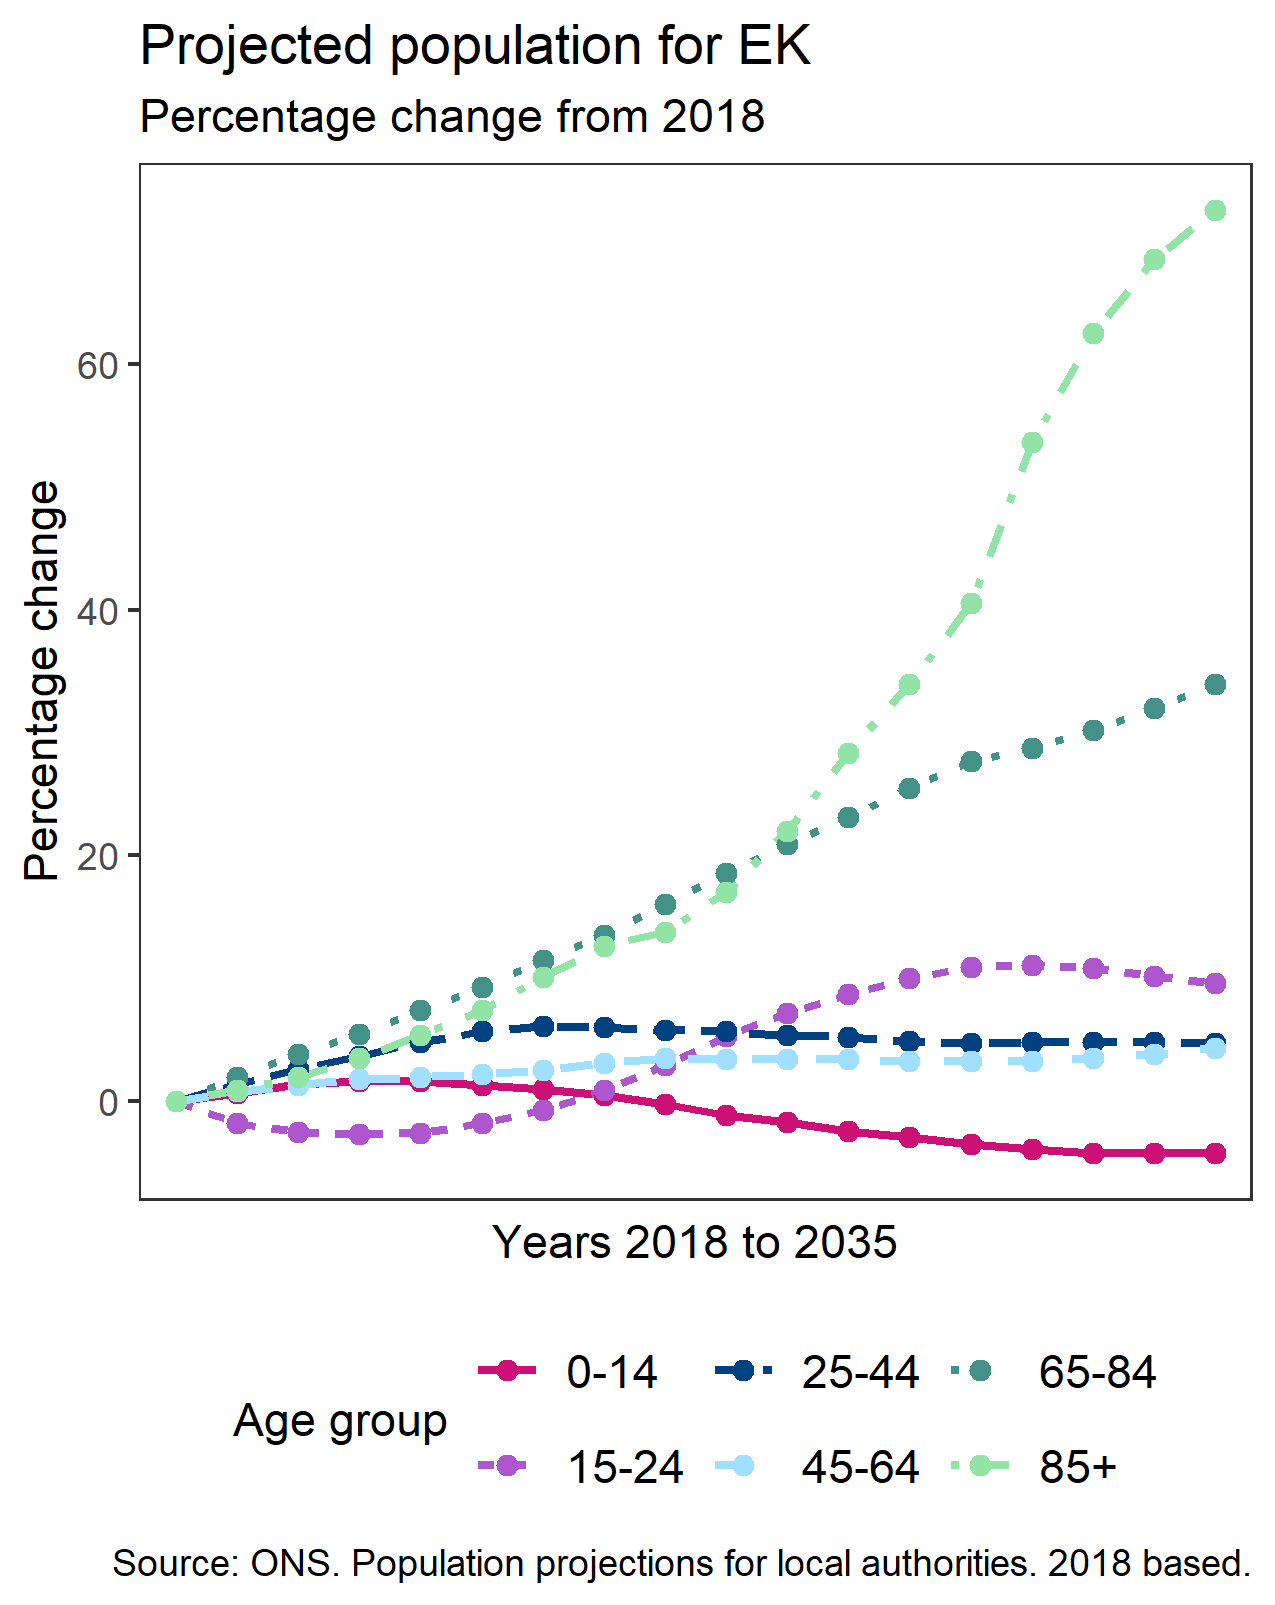 Projected population for EK
Percentage change from 2018
Percentage change
60
40
20
0
Years 2018 to 2035
Age group
0-14
25-44
65-84
15-24
45-64
85+
Source: ONS. Population projections for local authorities. 2018 based.